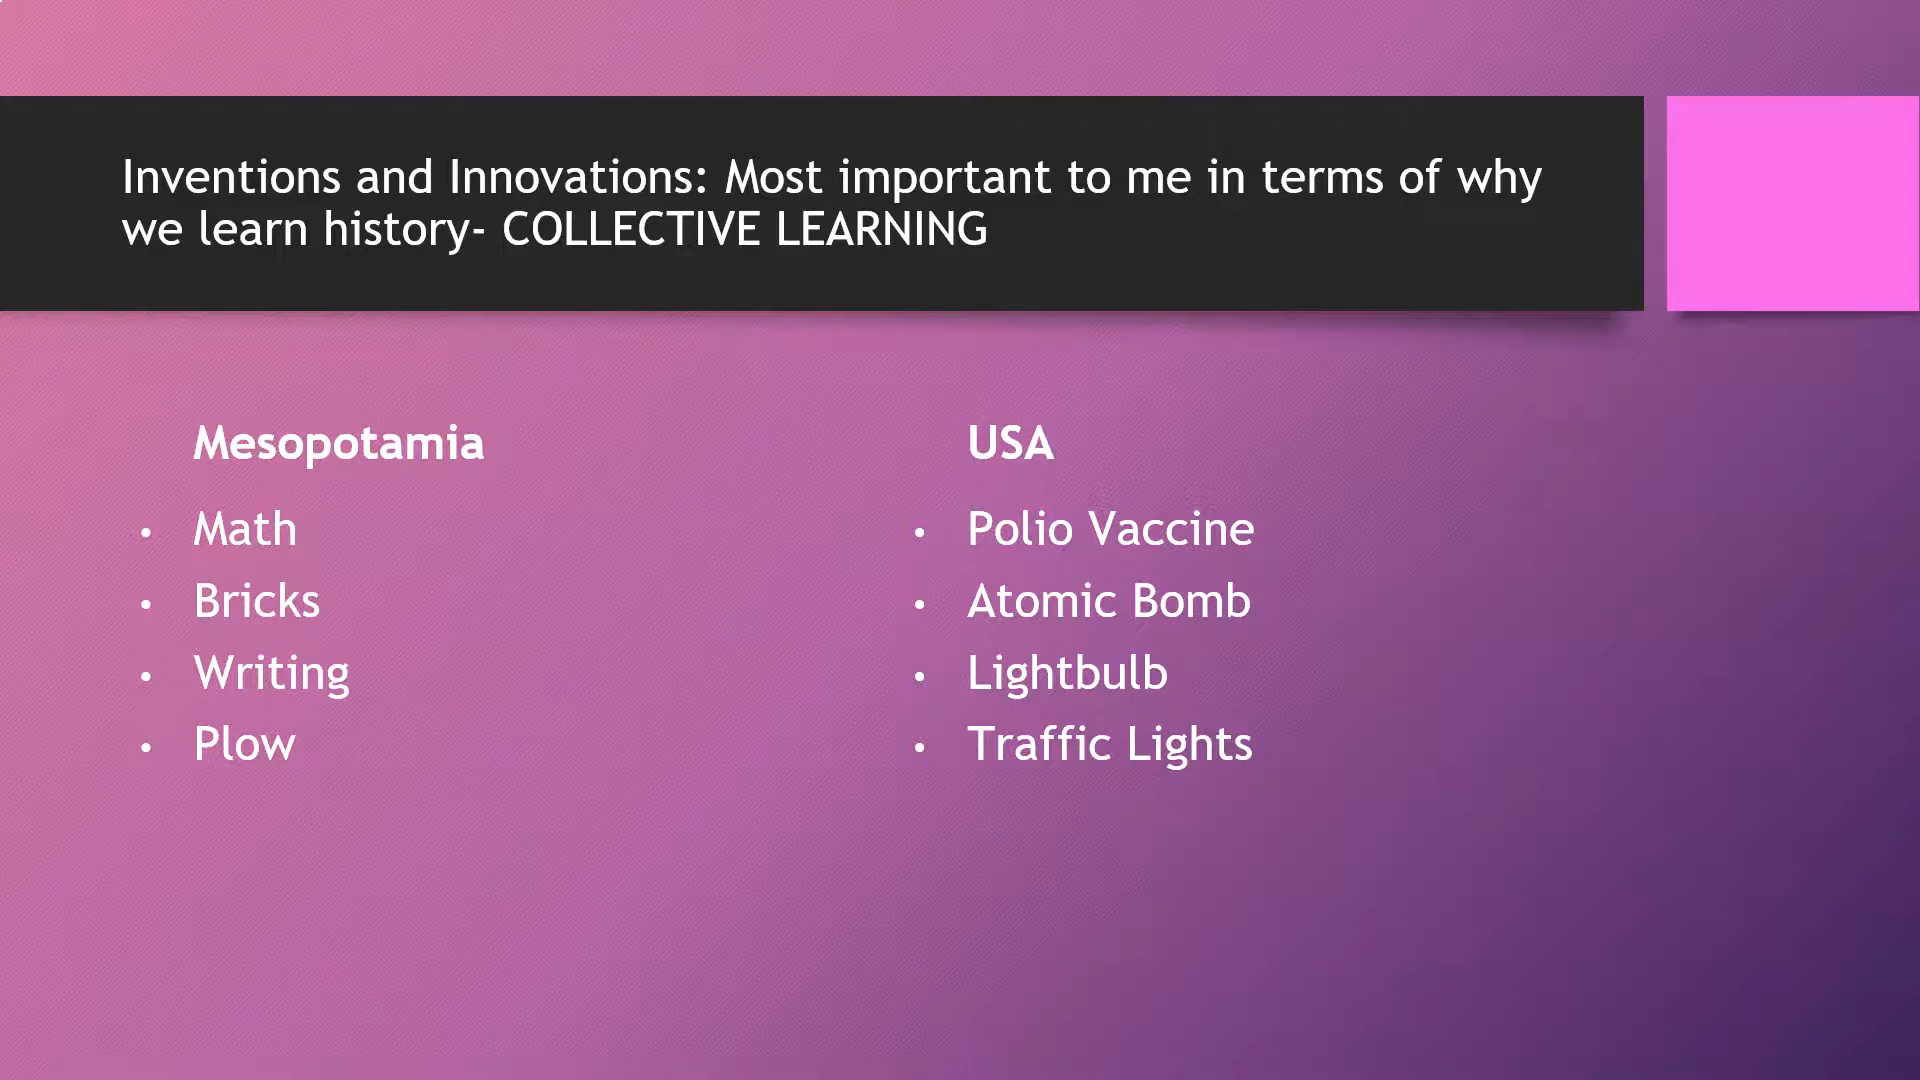 Inventions and Innovations: Most important to me in terms of why
we learn history- COLLECTIVE LEARNING
Mesopotamia
• Math
• Bricks
• Writing
• Plow
USA
• Polio Vaccine
• Atomic Bomb
• Lightbulb
• Traffic Lights